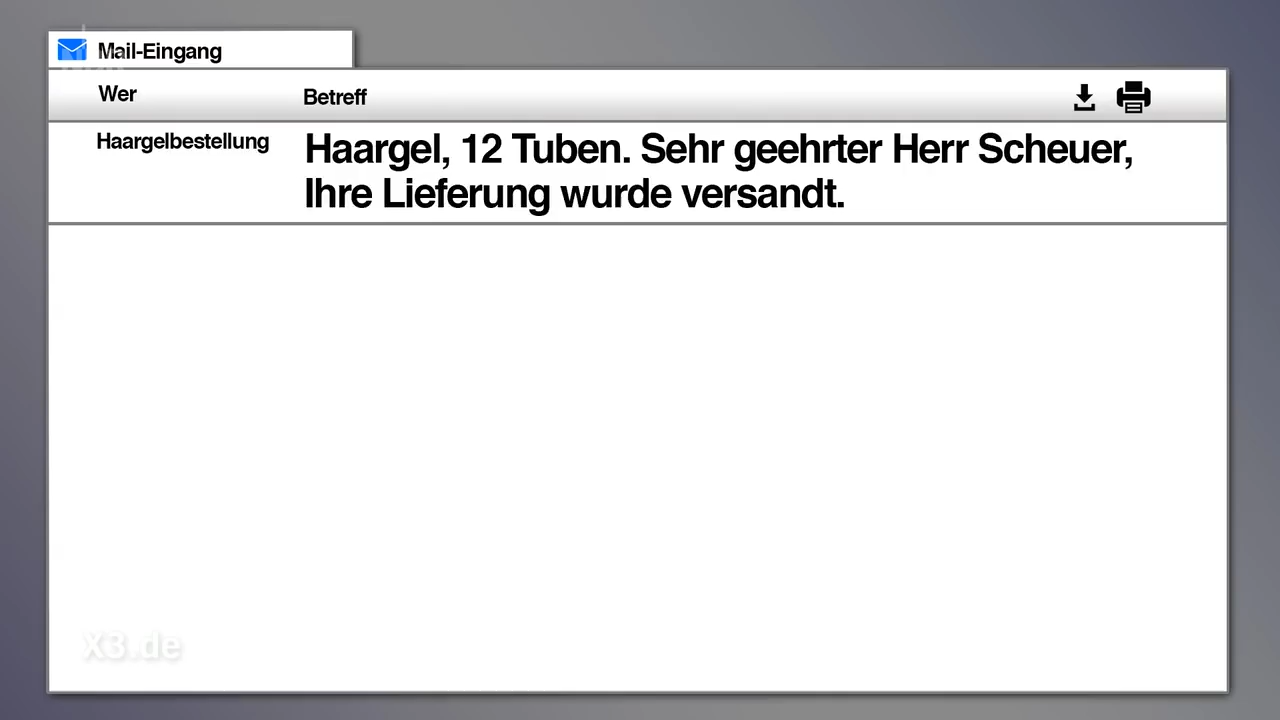 Mail-Eingang
Wer Betreff
Haargelbestellung Haargel, 12 Tuben. Sehr geehrter Herr Scheuer,
Ihre Lieferung wurde versandt.
X3.de